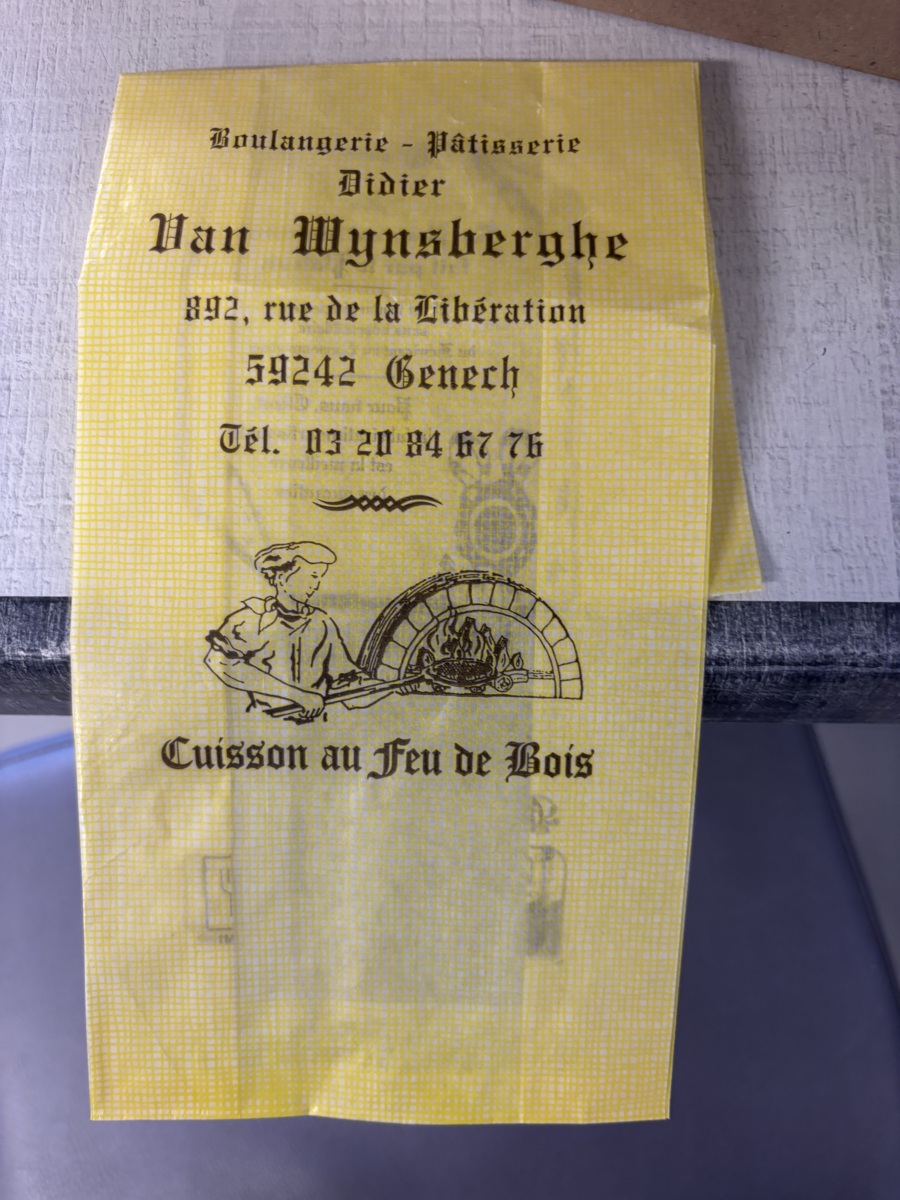 Boulangerie - Pâtisserie
Didier
Van Wynsberghe
892, rue de la Libération
59242 Genech
Tél. 03 20 84 67 76
Cuisson au Feu de Bois